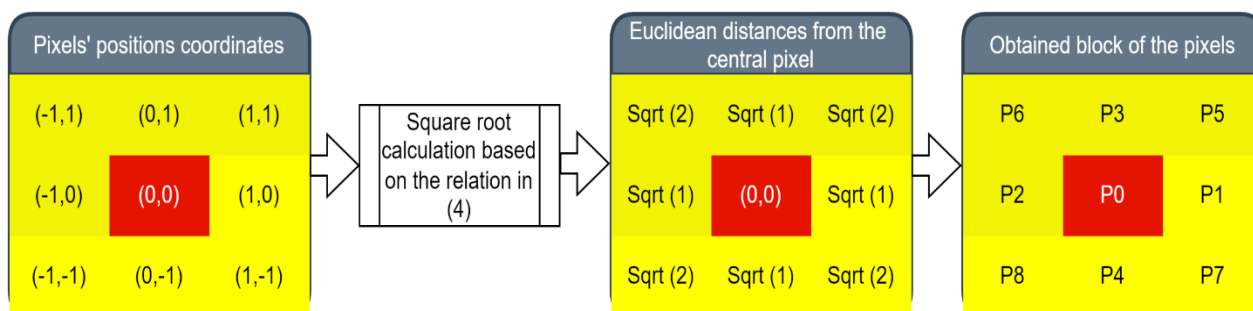 Pixels' positions coordinates
(-1,1) (0,1) (1,1)
(-1,0) (0,0) (1,0)
(-1,-1) (0,-1) (1,-1)
Square root
calculation based
on the relation in
(4)
Euclidean distances from the
central pixel
Sqrt (2) Sqrt (1) Sqrt (2)
Sqrt (1) (0,0) Sqrt (1)
Sqrt (2) Sqrt (1) Sqrt (2)
Obtained block of the pixels
P6 P3 P5
P2 P0 P1
P8 P4 P7